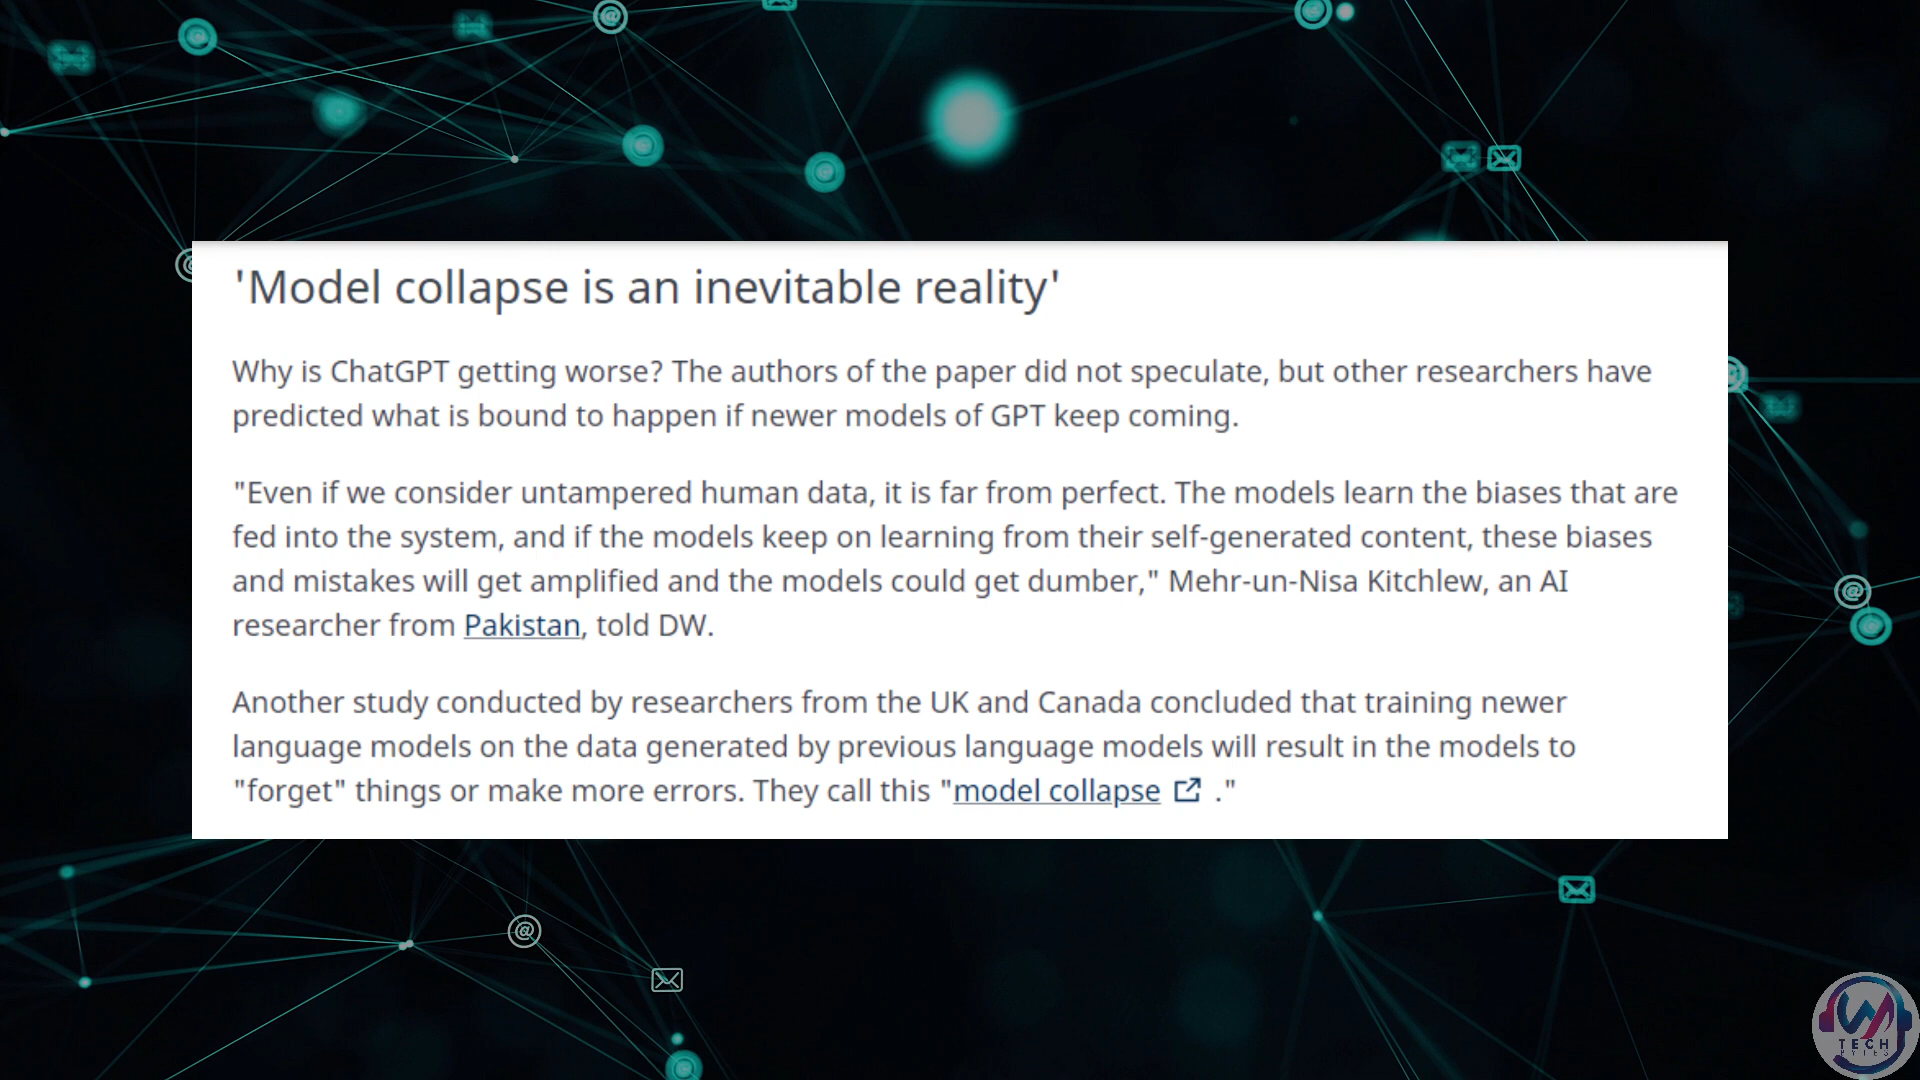 'Model collapse is an inevitable reality'
Why is ChatGPT getting worse? The authors of the paper did not speculate, but other researchers have
predicted what is bound to happen if newer models of GPT keep coming.
"Even if we consider untampered human data, it is far from perfect. The models learn the biases that are
fed into the system, and if the models keep on learning from their self-generated content, these biases
and mistakes will get amplified and the models could get dumber," Mehr-un-Nisa Kitchlew, an AI
researcher from Pakistan, told DW.
Another study conducted by researchers from the UK and Canada concluded that training newer
language models on the data generated by previous language models will result in the models to
"forget" things or make more errors. They call this "model collapse ."
TECH
BYTES